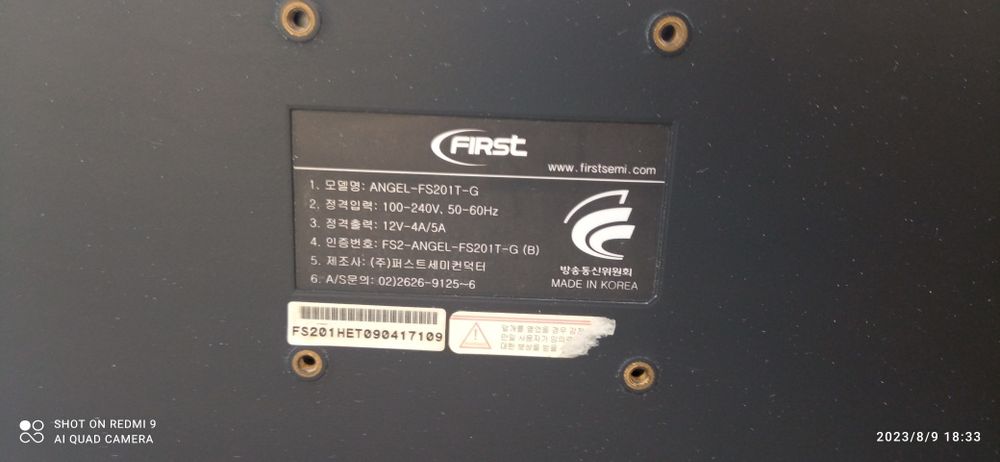 FIRST
www.firstsemi.com
1. 모델명: ANGEL-FS201T-G
2. 정격입력: 100-240V, 50-60Hz
3. 정격출력: 12V-4A/5A
4. 인증번호: FS2-ANGEL-FS201T-G (B)
5. 제조사: (주)퍼스트세미컨덕터
6. A/S문의: 02)2626-9125~6
방송통신위원회
MADE IN KOREA
FS201HET090417109
SHOT ON REDMI 9
AI QUAD CAMERA
2023/8/9 18:33